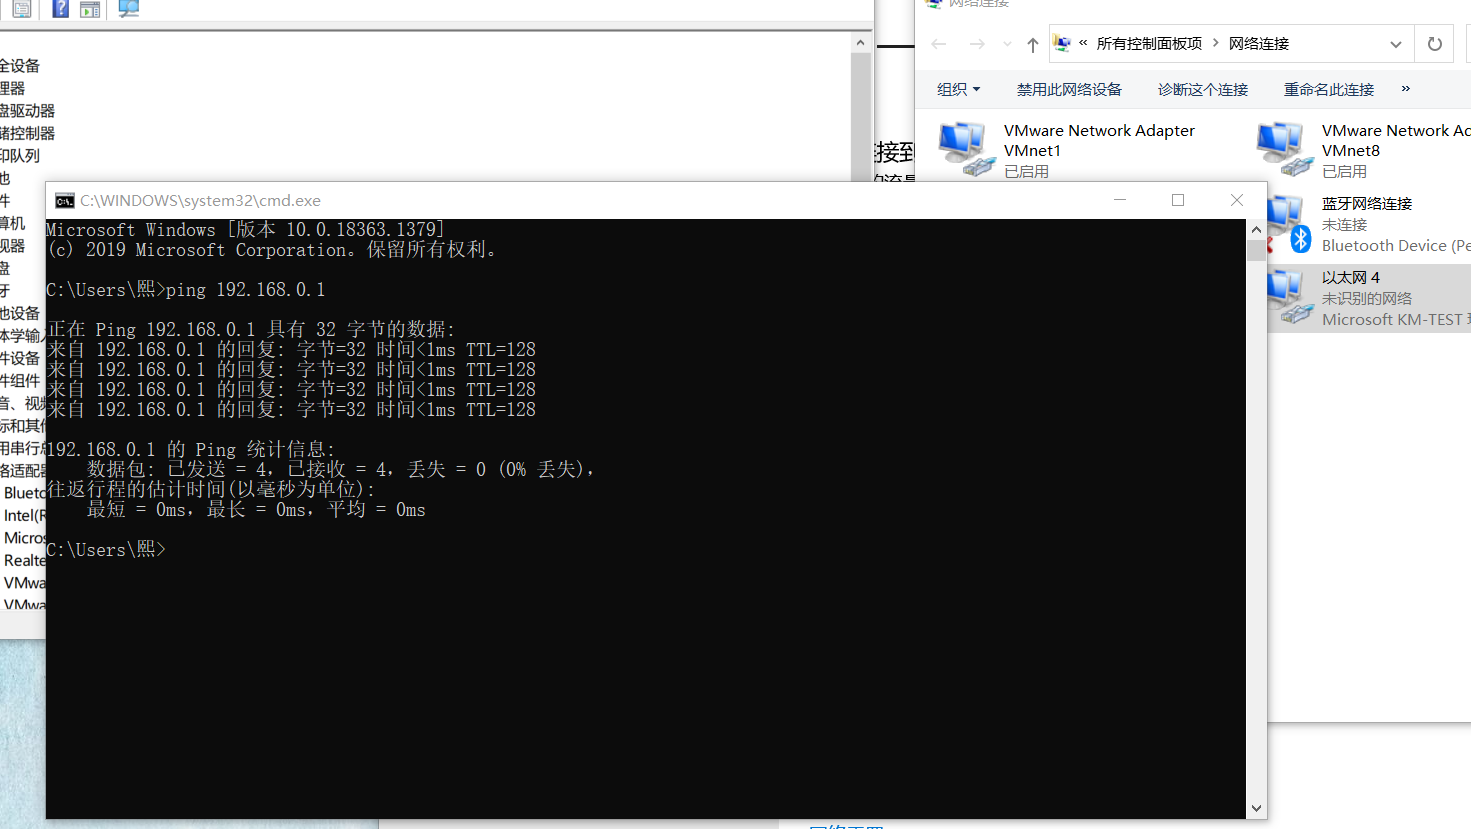 全设备
理器
盘驱动器
储控制器
印队列
他
件
算机
视器
盘
牙
他设备
体学输入
件设备
件组件
音、视频
标和其他
用串行总
络适配器
Bluetoo
Intel(R
Microso
Realte
VMwa
VMwa
接到
网络连接
« 所有控制面板项 > 网络连接
组织 禁用此网络设备 诊断这个连接 重命名此连接 »
VMware Network Adapter
VMnet1
已启用
VMware Network Ad
VMnet8
已启用
蓝牙网络连接
未连接
Bluetooth Device (Pe
以太网 4
未识别的网络
Microsoft KM-TEST
C:\WINDOWS\system32\cmd.exe
Microsoft Windows [版本 10.0.18363.1379]
(c) 2019 Microsoft Corporation。保留所有权利。
C:\Users\熙>ping 192.168.0.1
正在 Ping 192.168.0.1 具有 32 字节的数据:
来自 192.168.0.1 的回复: 字节=32 时间<1ms TTL=128
来自 192.168.0.1 的回复: 字节=32 时间<1ms TTL=128
来自 192.168.0.1 的回复: 字节=32 时间<1ms TTL=128
来自 192.168.0.1 的回复: 字节=32 时间<1ms TTL=128
192.168.0.1 的 Ping 统计信息:
数据包: 已发送 = 4，已接收 = 4，丢失 = 0 (0% 丢失)，
往返行程的估计时间(以毫秒为单位):
最短 = 0ms，最长 = 0ms，平均 = 0ms
C:\Users\熙>